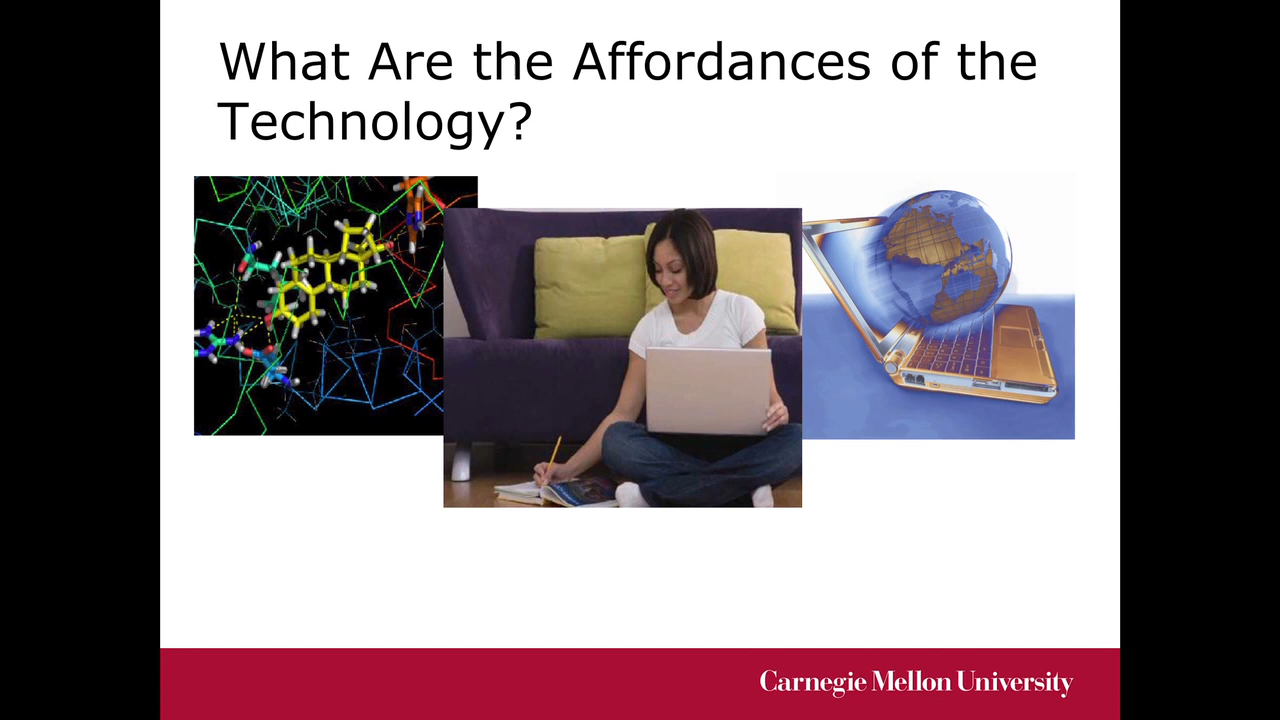 What Are the Affordances of the
Technology?
Carnegie Mellon University